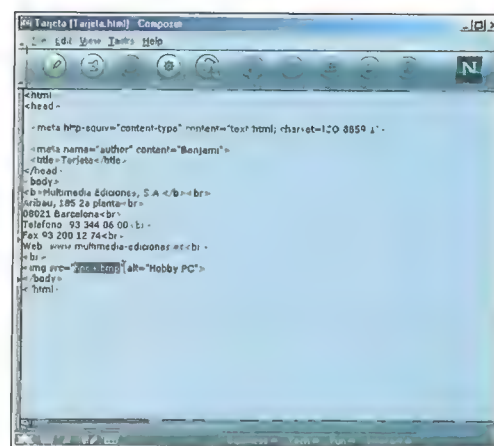 Tarjeta [Tarjeta.html] Composer
Edit View Tasks Help
N
<html
<head
meta http-equiv="content-type" content="text html; charset=ISO 8859 1"
<meta name="author" content="Benjami">
<title>Tarjeta</title>
</head
body>
<b>Multimedia Ediciones, S A </b><br>
Aribau, 185 2a planta<br>
08021 Barcelona<br
Telefono 93 344 06 00
Fax 93 200 12 74<br
Web www multimedia-ediciones es<br
<br
img src=" alt="Hobby PC">
</body>
html